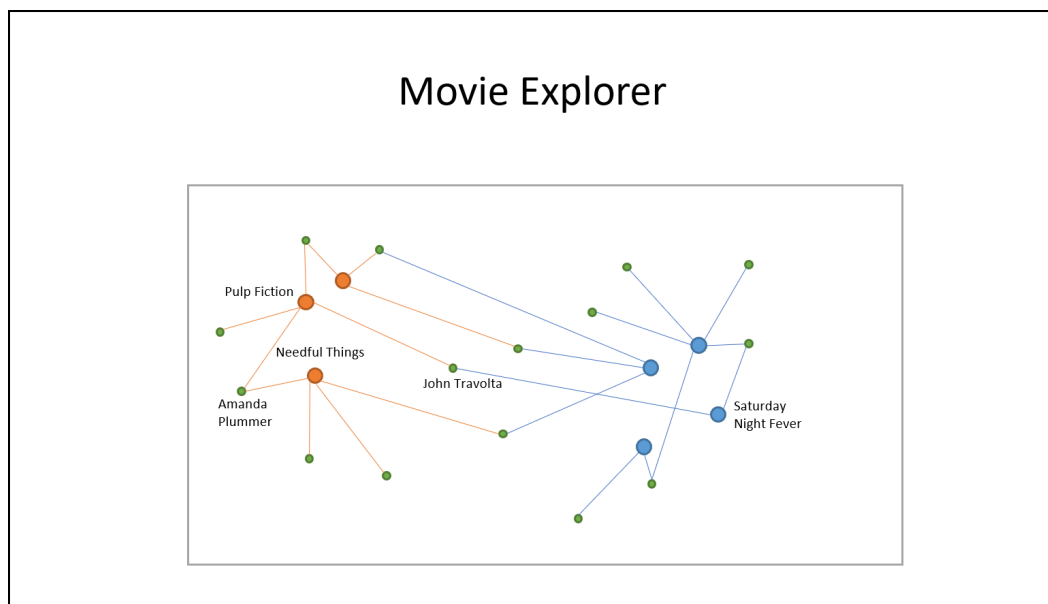 Movie Explorer
Pulp Fiction
Needful Things
John Travolta
Amanda
Plummer
Saturday
Night Fever